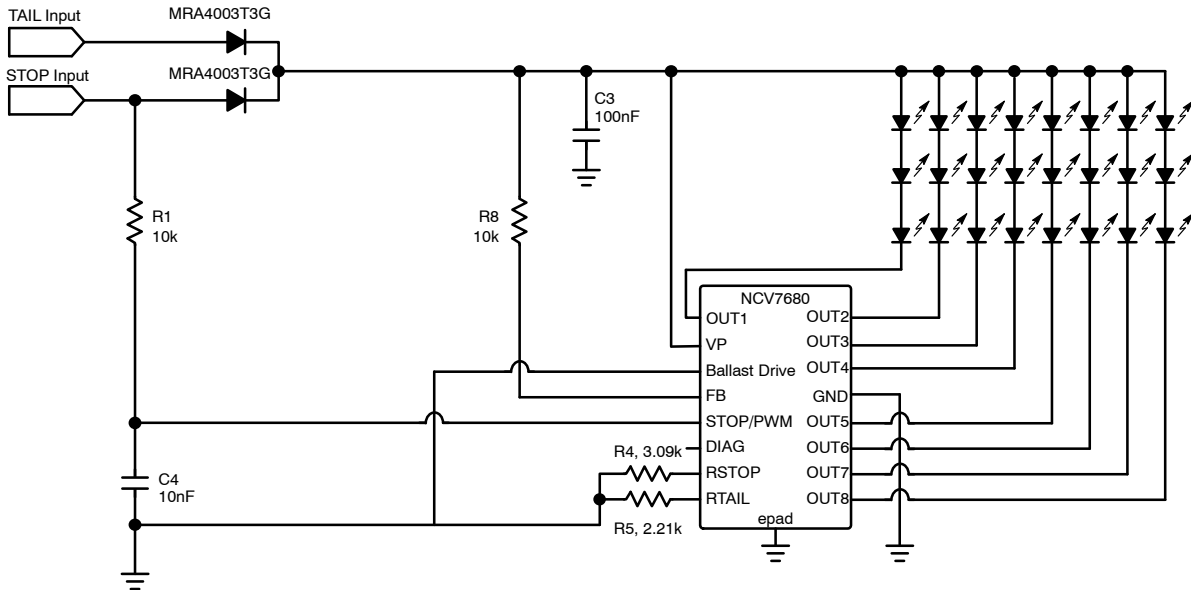 TAIL Input
MRA4003T3G
STOP Input
MRA4003T3G
C3
100nF
R1
10k
R8
10k
NCV7680
OUT1
OUT2
VP
OUT3
Ballast Drive
OUT4
FB
GND
STOP/PWM
OUT5
DIAG
OUT6
R4, 3.09k
RSTOP
OUT7
RTAIL
OUT8
R5, 2.21k
epad
C4
10nF